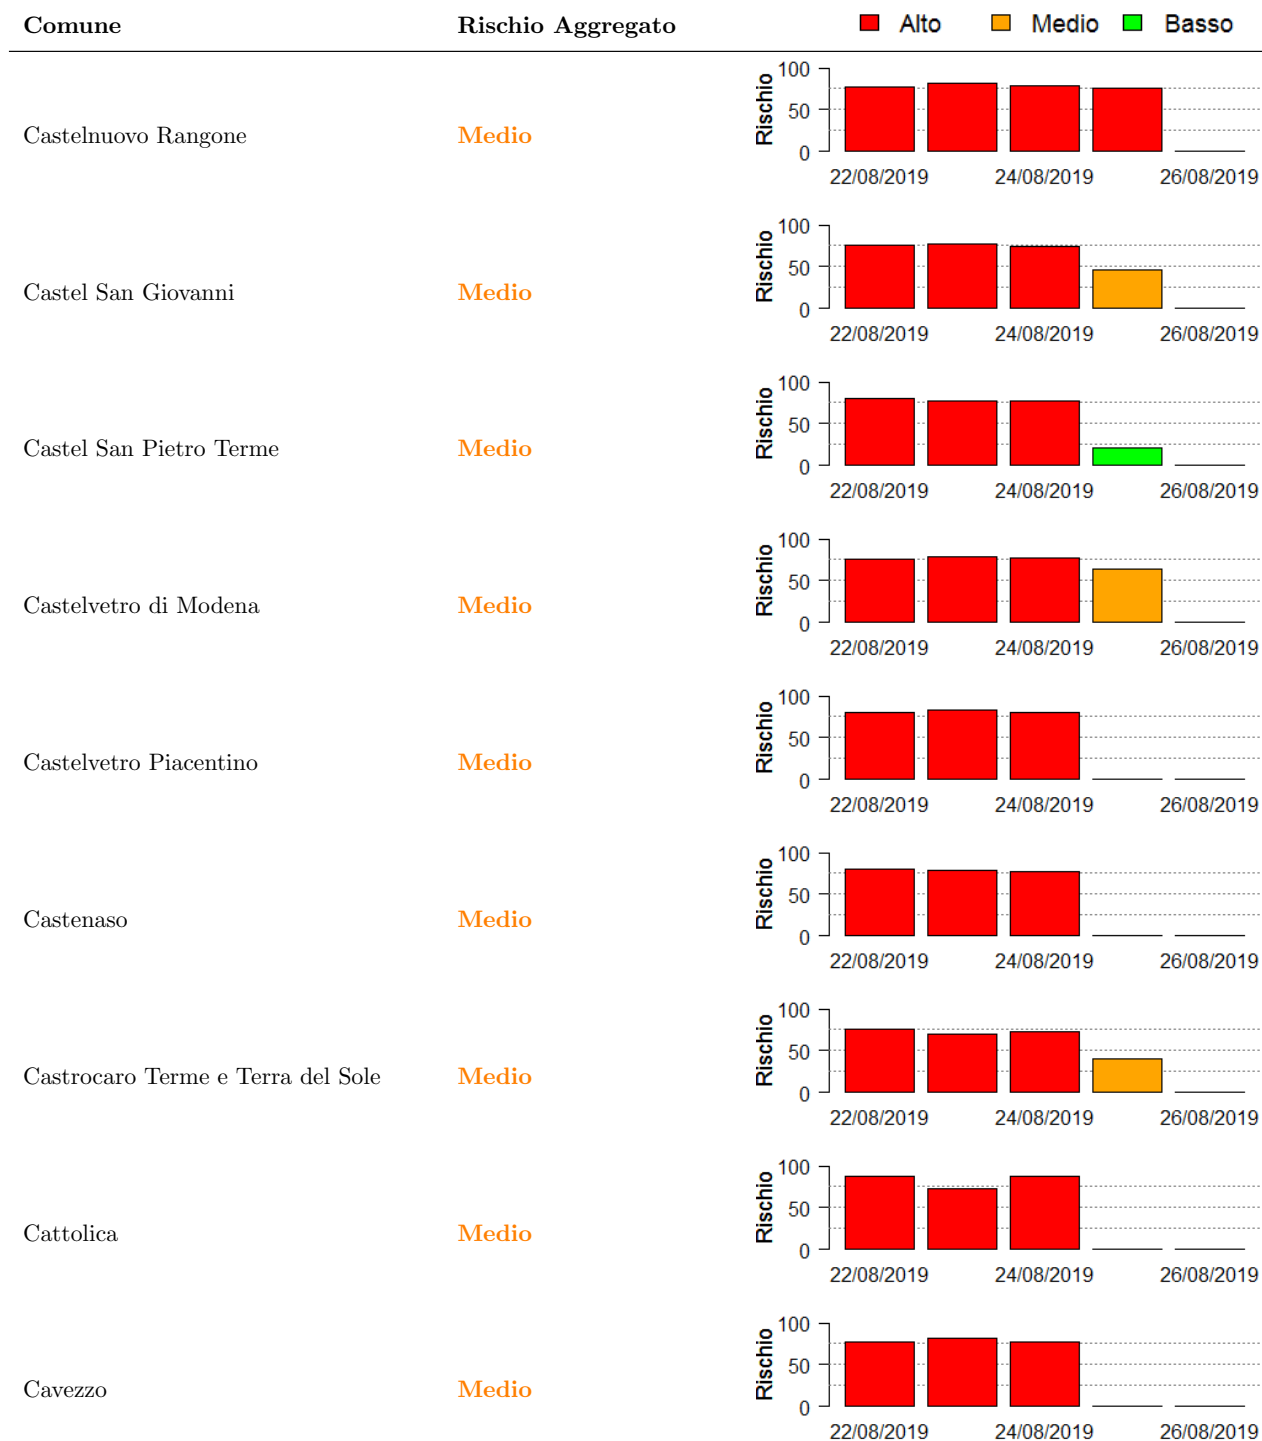 Comune Rischio Aggregato Alto Medio Basso
100
50
0
Rischio
Castelnuovo Rangone Medio
22/08/2019 24/08/2019 26/08/2019
100
50
0
Rischio
Castel San Giovanni Medio
22/08/2019 24/08/2019 26/08/2019
100
50
0
Rischio
Castel San Pietro Terme Medio
22/08/2019 24/08/2019 26/08/2019
100
50
0
Rischio
Castelvetro di Modena Medio
22/08/2019 24/08/2019 26/08/2019
100
50
0
Rischio
Castelvetro Piacentino Medio
22/08/2019 24/08/2019 26/08/2019
100
50
0
Rischio
Castenaso Medio
22/08/2019 24/08/2019 26/08/2019
100
50
0
Rischio
Castrocaro Terme e Terra del Sole Medio
22/08/2019 24/08/2019 26/08/2019
100
50
0
Rischio
Cattolica Medio
22/08/2019 24/08/2019 26/08/2019
100
50
0
Rischio
Cavezzo Medio
22/08/2019 24/08/2019 26/08/2019